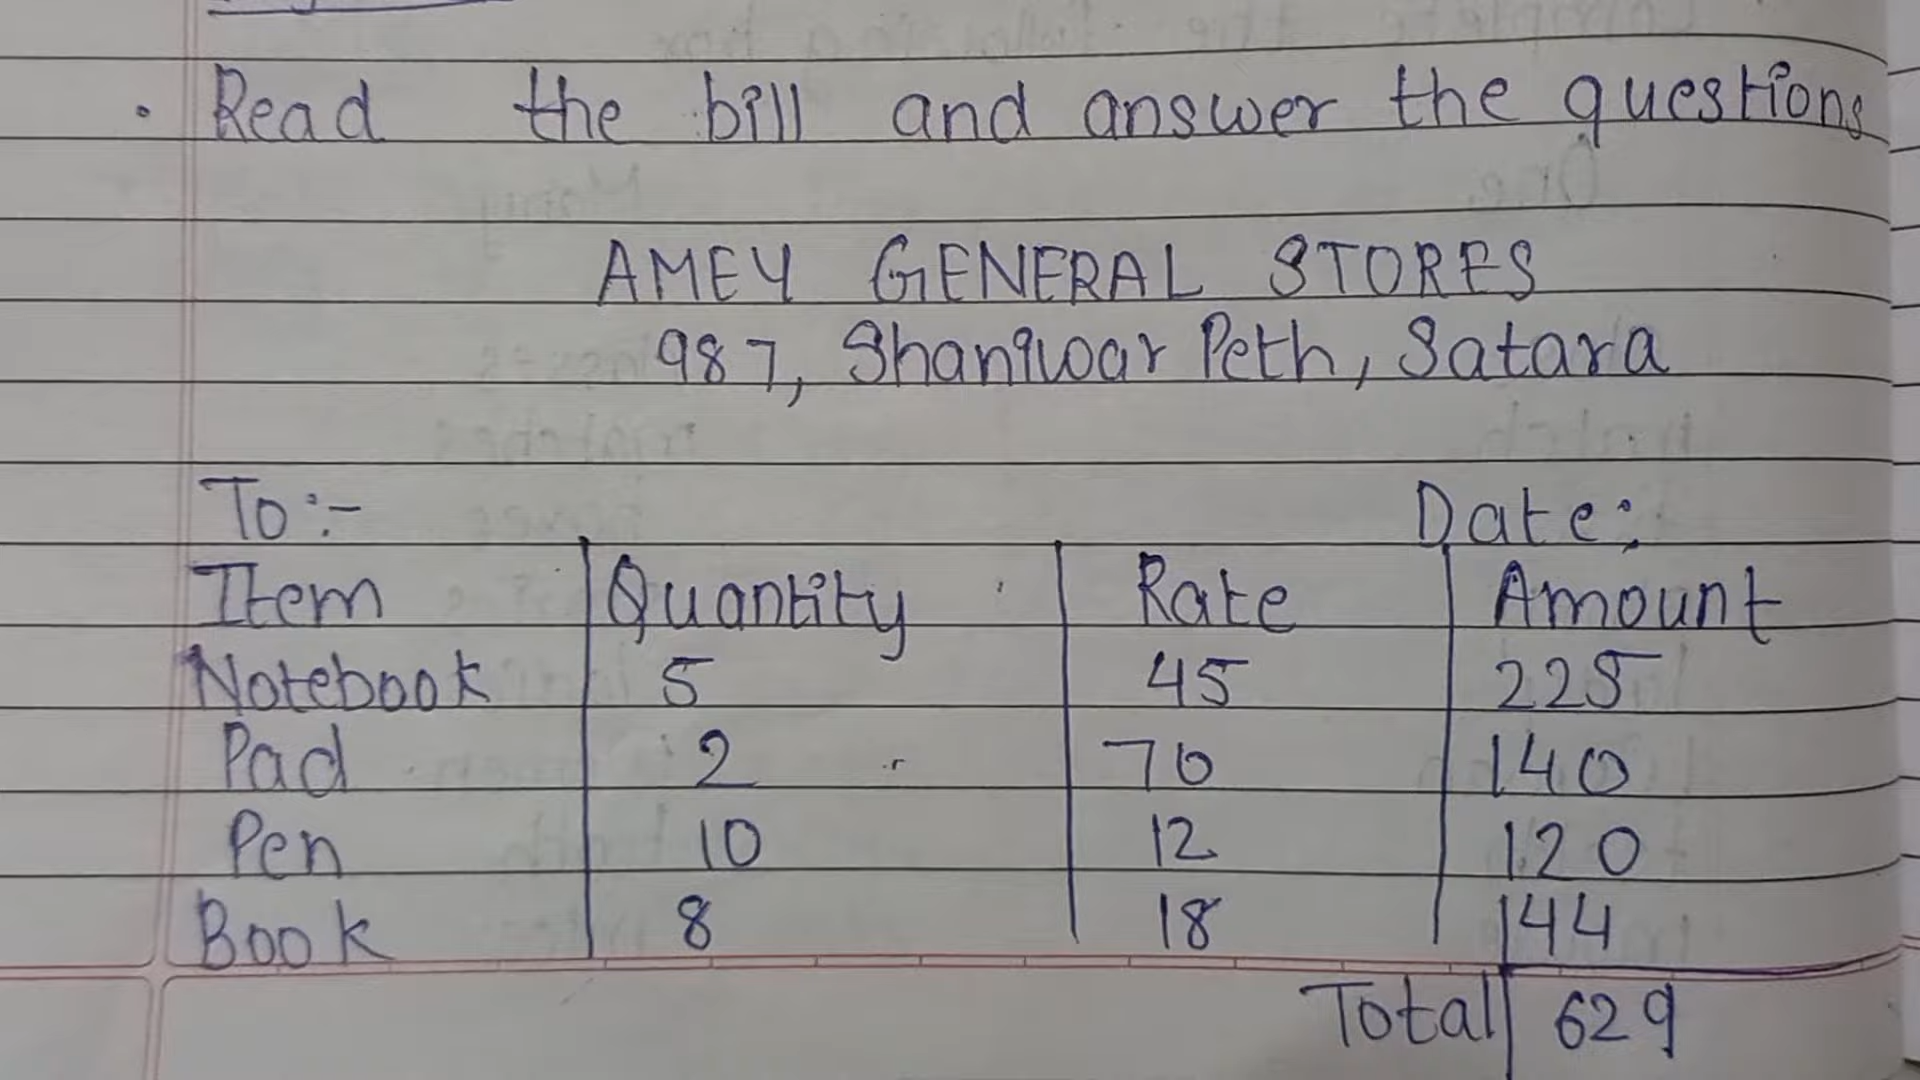 . Read the bill and answer the questions
AMEY GENERAL STORES
987, Shaniwar Peth, Satara
To :- Date :
Item Quantity Rate Amount
Notebook 5 45 225
Pad 2 70 140
Pen 10 12 120
Book 8 18 144
Total 629